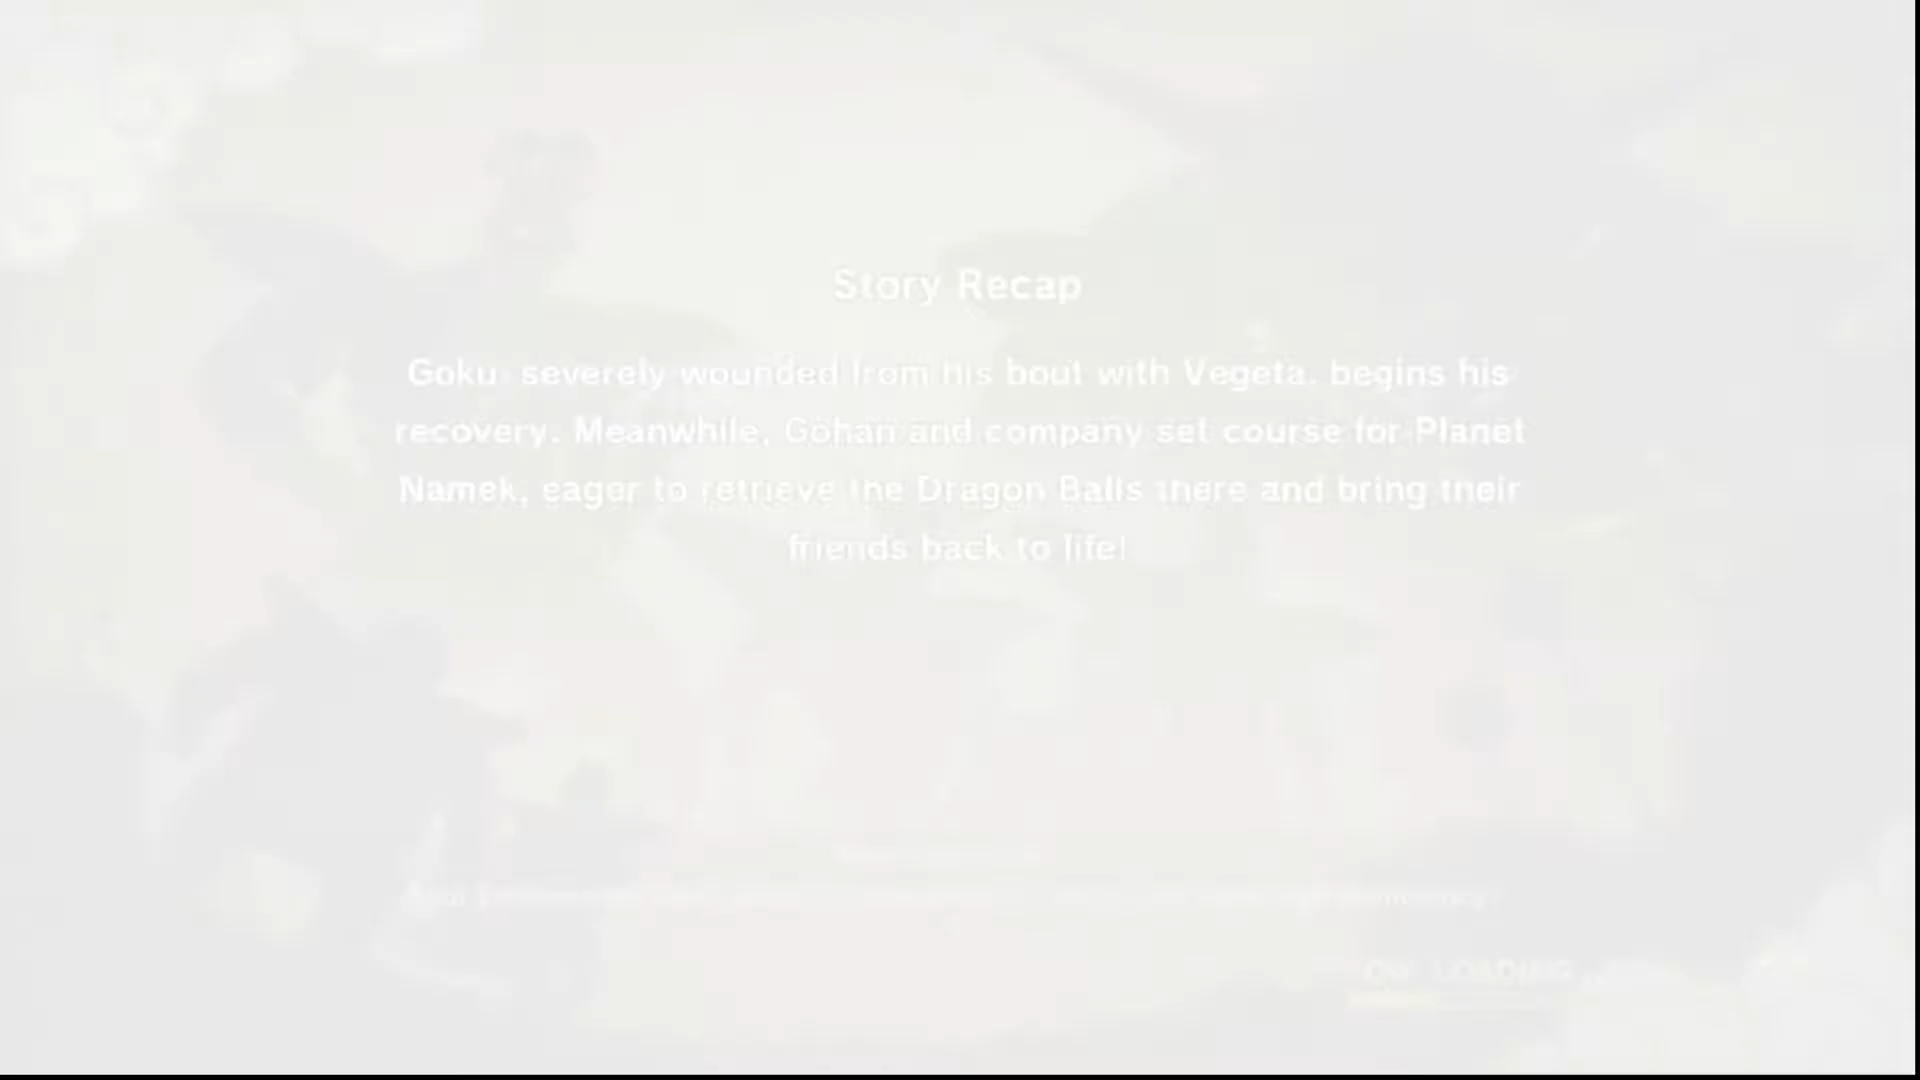 Story Recap
Goku, severely wounded from his bout with Vegeta, begins his
recovery. Meanwhile, Gohan and company set course for Planet
Namek, eager to retrieve the Dragon Balls there and bring their
friends back to life!
LOADING